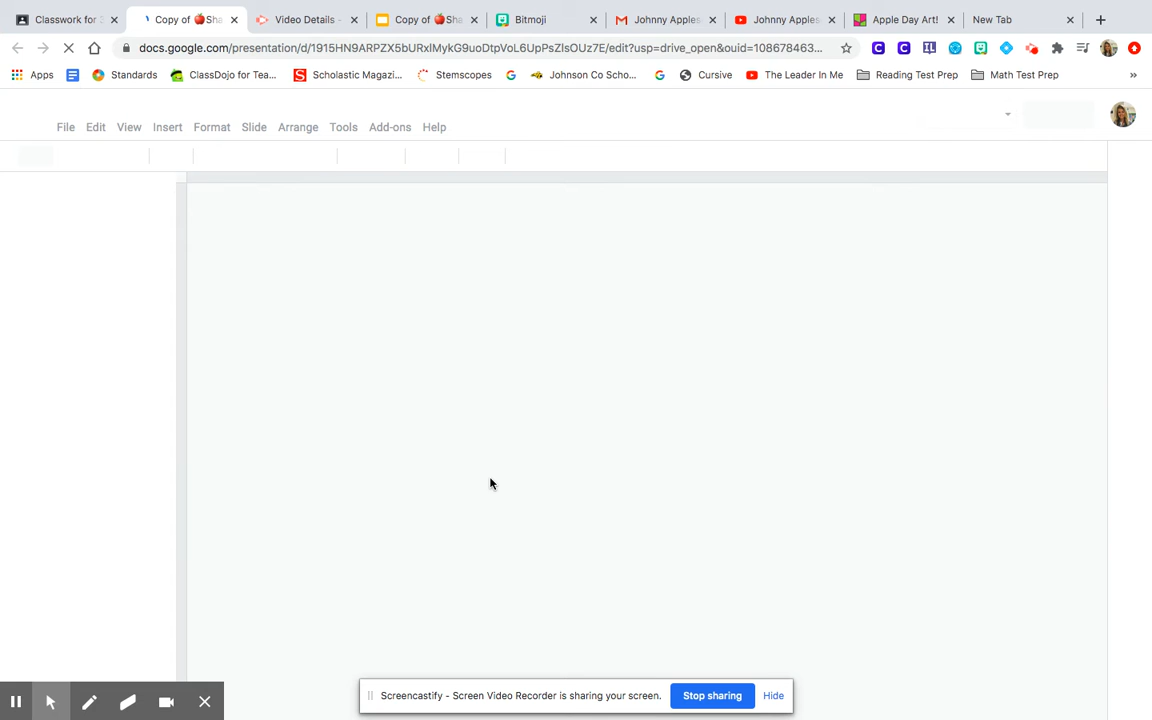 Classwork for 2
Copy of 🍎Sha
Video Details -
Copy of 🍎Sha
Bitmoji
Johnny Apples
Johnny Apples
Apple Day Art!
New Tab
docs.google.com/presentation/d/1915HN9ARPZX5bURxIMykG9uoDtpVoL6UpPsZlsOUz7E/edit?usp=drive_open&ouid=108678463...
Apps
Standards
ClassDojo for Tea...
Scholastic Magazi...
Stemscopes
Johnson Co Scho...
Cursive
The Leader In Me
Reading Test Prep
Math Test Prep
»
File Edit View Insert Format Slide Arrange Tools Add-ons Help
Screencastify - Screen Video Recorder is sharing your screen.
Stop sharing
Hide